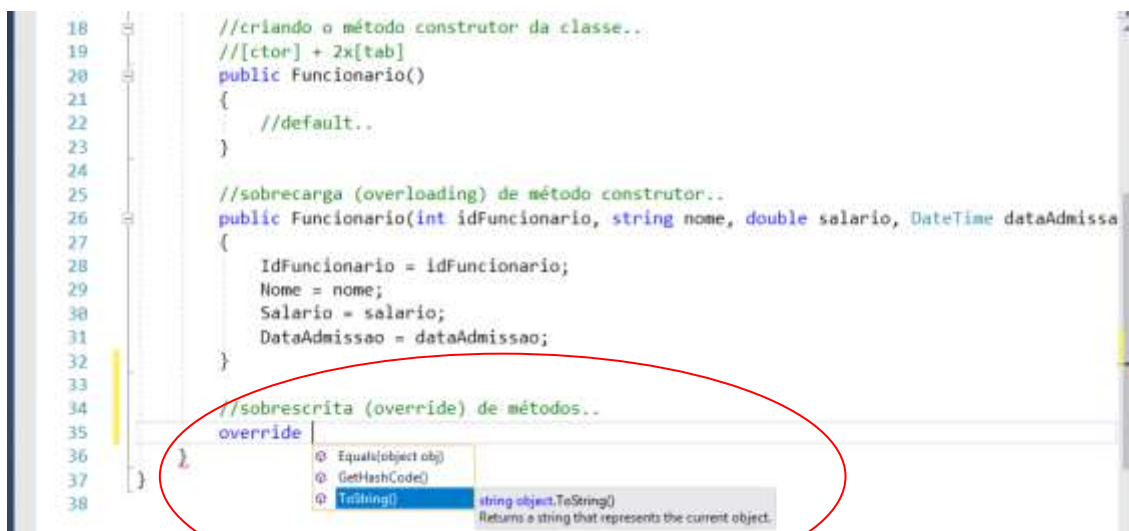 18 //criando o método construtor da classe..
19 //[ctor] + 2x[tab]
20 public Funcionario()
21 {
22 //default..
23 }
24
25 //sobrecarga (overloading) de método construtor..
26 public Funcionario(int idFuncionario, string nome, double salario, DateTime dataAdmissa
27 {
28 IdFuncionario = idFuncionario;
29 Nome = nome;
30 Salario = salario;
31 DataAdmissao = dataAdmissao;
32 }
33
34 //sobrescrita (override) de métodos..
35 override
36 }
37 }
38
Equals(object obj)
GetHashCode()
ToString()
string object.ToString()
Returns a string that represents the current object.